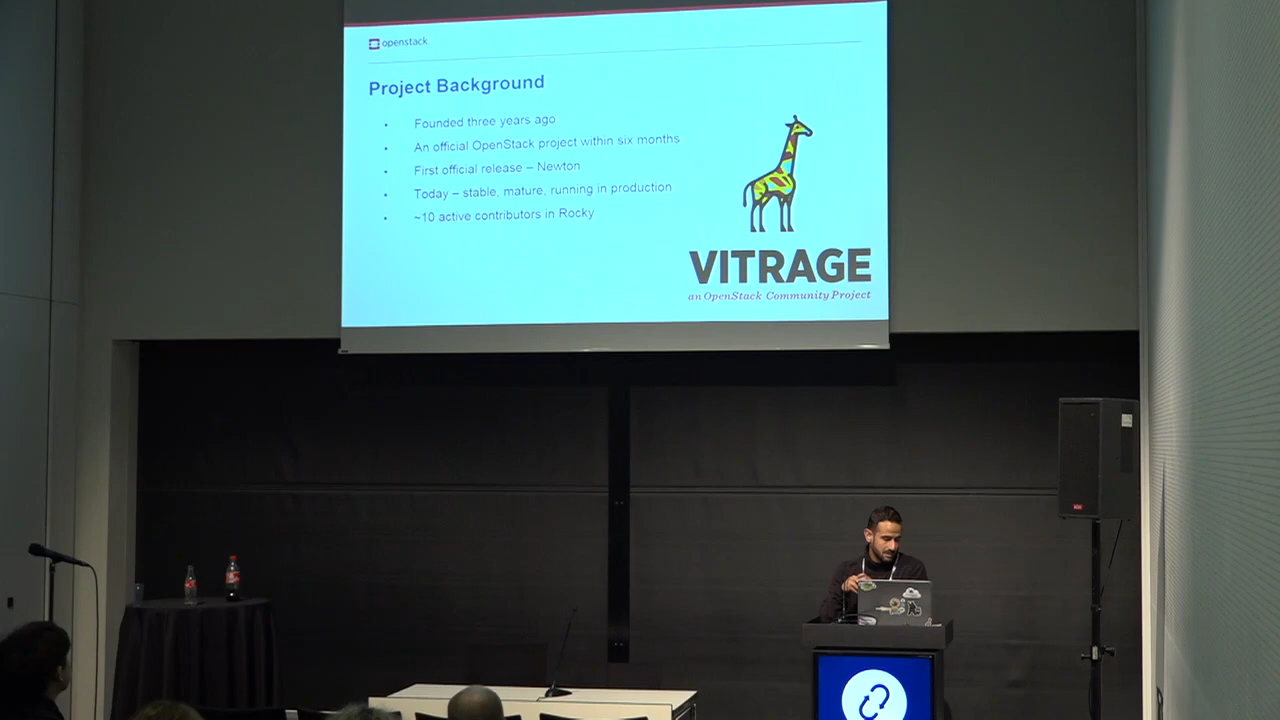 openstack.
Project Background
• Founded three years ago
• An official OpenStack project within six months
• First official release – Newton
• Today – stable, mature, running in production
• ~10 active contributors in Rocky
VITRAGE
an OpenStack Community Project